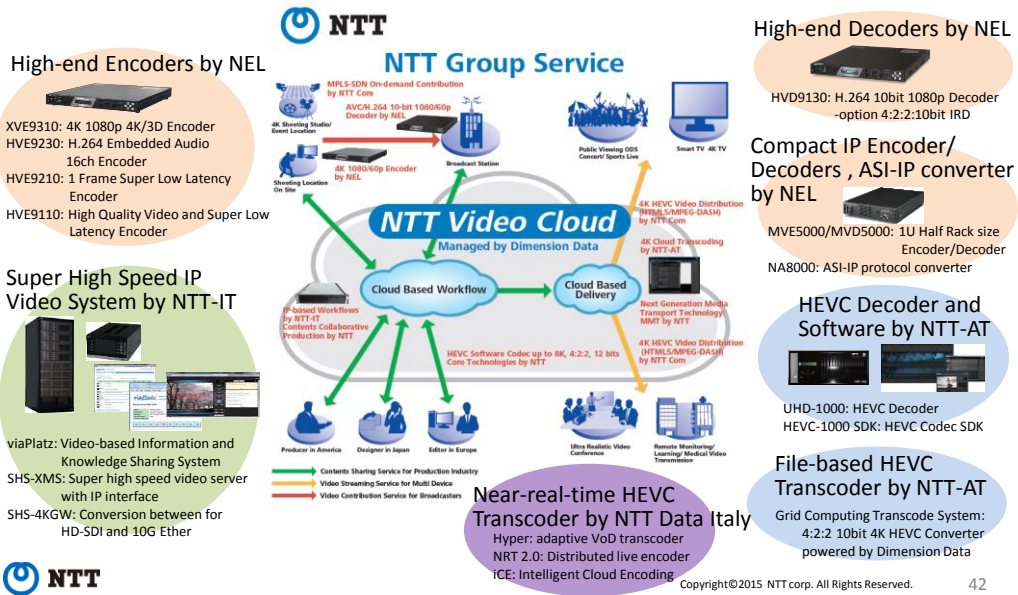 NTT
NTT Group Service
High-end Encoders by NEL
XVE9310: 4K 1080p 4K/3D Encoder
HVE9230: H.264 Embedded Audio
16ch Encoder
HVE9210: 1 Frame Super Low Latency
Encoder
HVE9110: High Quality Video and Super Low
Latency Encoder
Super High Speed IP
Video System by NTT-IT
viaPlatz: Video-based Information and
Knowledge Sharing System
SHS-XMS: Super high speed video server
with IP interface
SHS-4KGW: Conversion between for
HD-SDI and 10G Ether
MPLS-SDN On-demand Contribution
by NTT Com
AVC/H.264 10-bit 1080/60p
Decoder by NEL
4K Shooting Studio/
Event Location
Broadcast Station
4K 1080/60p Encoder
by NEL
Shooting Location
On Site
Public Viewing ODS
Concert/ Sports Live
Smart TV 4K TV
NTT Video Cloud
Managed by Dimension Data
4K HEVC Video Distribution
(HTML5/MPEG-DASH)
by NTT Com
4K Cloud Transcoding
by NTT-AT
Cloud Based Workflow
Cloud Based
Delivery
IP-based Workflows
by NTT-IT
Contents Collaborative
Production by NTT
Next Generation Media
Transport Technology:
MMT by NTT
HEVC Software Codec up to 8K, 4:2:2, 12 bits
Core Technologies by NTT
4K HEVC Video Distribution
(HTML5/MPEG-DASH)
by NTT Com
Producer in America
Designer in Japan
Editor in Europe
Ultra Realistic Video
Conference
Remote Monitoring/
Learning/ Medical Video
Transmission
Contents Sharing Service for Production Industry
Video Streaming Service for Multi Device
Video Contribution Service for Broadcasters
High-end Decoders by NEL
HVD9130: H.264 10bit 1080p Decoder
-option 4:2:2:10bit IRD
Compact IP Encoder/
Decoders , ASI-IP converter
by NEL
MVE5000/MVD5000: 1U Half Rack size
Encoder/Decoder
NA8000: ASI-IP protocol converter
HEVC Decoder and
Software by NTT-AT
UHD-1000: HEVC Decoder
HEVC-1000 SDK: HEVC Codec SDK
File-based HEVC
Transcoder by NTT-AT
Grid Computing Transcode System:
4:2:2 10bit 4K HEVC Converter
powered by Dimension Data
Near-real-time HEVC
Transcoder by NTT Data Italy
Hyper: adaptive VoD transcoder
NRT 2.0: Distributed live encoder
iCE: Intelligent Cloud Encoding
NTT
Copyright©2015 NTT corp. All Rights Reserved.
42